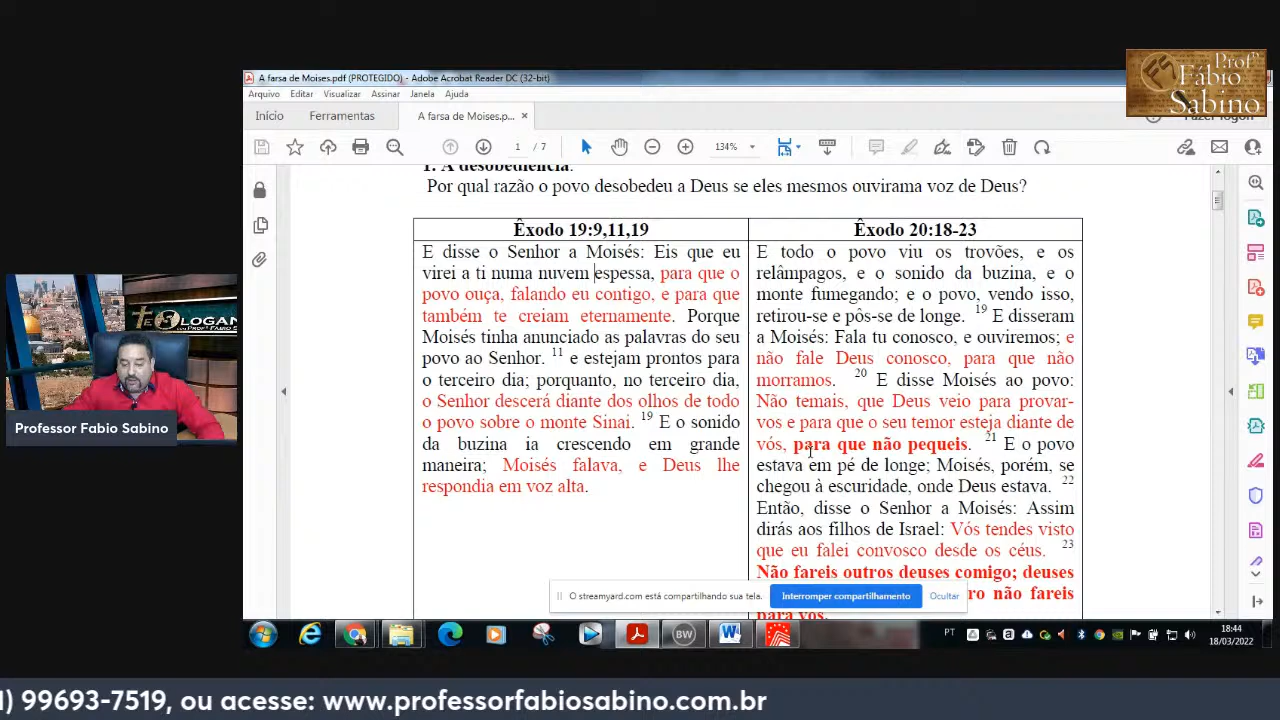 A farsa de Moises.pdf (PROTEGIDO) - Adobe Acrobat Reader DC (32-bit)
Arquivo Editar Visualizar Assinar Janela Ajuda
Início Ferramentas A farsa de Moises.p... ×
1 / 7 134%
Profº
Fábio
Sabino
FS
1. A desobediência.
Por qual razão o povo desobedeu a Deus se eles mesmos ouvirama voz de Deus?
Êxodo 19:9,11,19
E disse o Senhor a Moisés: Eis que eu
virei a ti numa nuvem espessa, para que o
povo ouça, falando eu contigo, e para que
também te creiam eternamente. Porque
Moisés tinha anunciado as palavras do seu
povo ao Senhor. 11 e estejam prontos para
o terceiro dia; porquanto, no terceiro dia,
o Senhor descerá diante dos olhos de todo
o povo sobre o monte Sinai. 19 E o sonido
da buzina ia crescendo em grande
maneira; Moisés falava, e Deus lhe
respondia em voz alta.
Êxodo 20:18-23
E todo o povo viu os trovões, e os
relâmpagos, e o sonido da buzina, e o
monte fumegando; e o povo, vendo isso,
retirou-se e pôs-se de longe. 19 E disseram
a Moisés: Fala tu conosco, e ouviremos; e
não fale Deus conosco, para que não
morramos. 20 E disse Moisés ao povo:
Não temais, que Deus veio para provar-
vos e para que o seu temor esteja diante de
vós, para que não pequeis. 21 E o povo
estava em pé de longe; Moisés, porém, se
chegou à escuridade, onde Deus estava. 22
Então, disse o Senhor a Moisés: Assim
dirás aos filhos de Israel: Vós tendes visto
que eu falei convosco desde os céus. 23
Não fareis outros deuses comigo; deuses
ro não fareis
para vós.
O streamyard.com está compartilhando sua tela. Interromper compartilhamento Ocultar
Professor Fabio Sabino
BW
PT
18:44
18/03/2022
) 99693-7519, ou acesse: www.professorfabiosabino.com.br